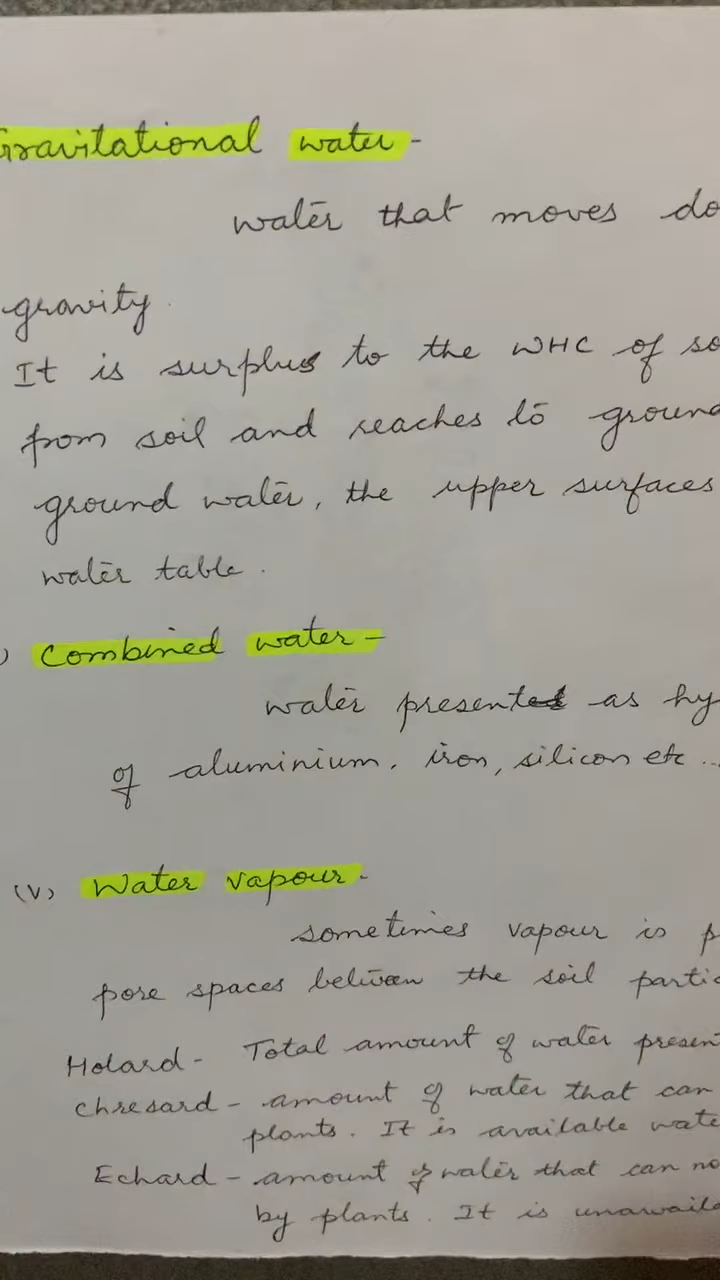 Gravitational water -
water that moves do
gravity.
It is surplus to the WHC of so
from soil and reaches to ground
ground water, the upper surfaces
water table.
) Combined water -
water presented as hy
of aluminium, iron, silicon etc ...
(V) Water vapour -
sometimes vapour is p
pore spaces between the soil partic
Holard - Total amount of water presen
chresard - amount of water that can
plants. It is available wate
Echard - amount of water that can no
by plants. It is unavaila